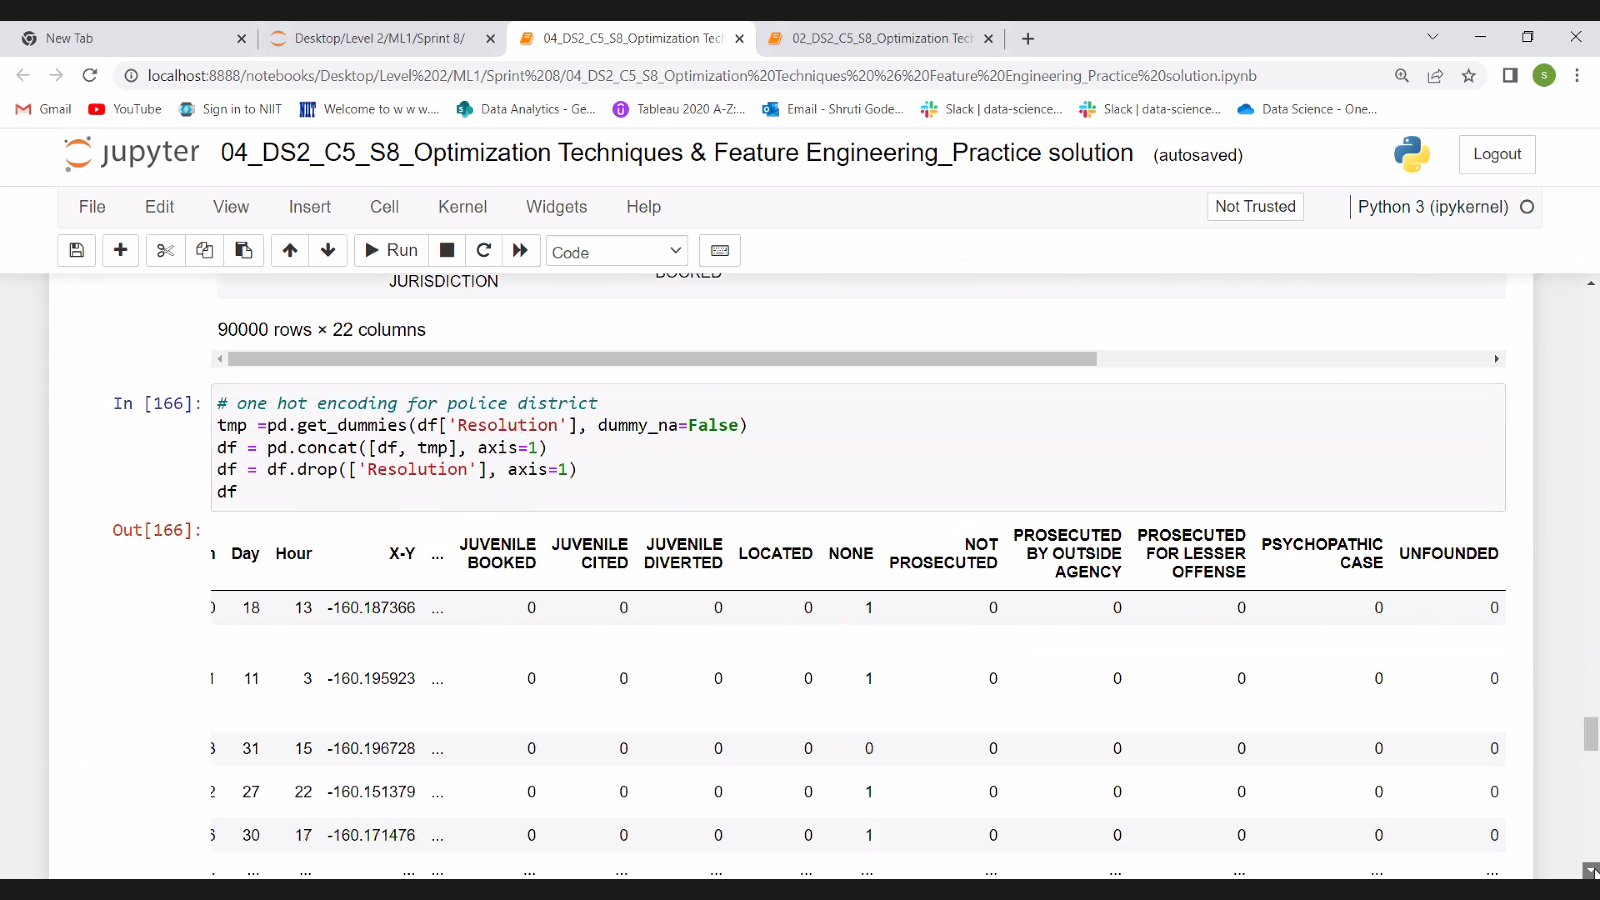 New Tab
Desktop/Level 2/ML1/Sprint 8/
04_DS2_C5_S8_Optimization Tec
02_DS2_C5_S8_Optimization Tec
localhost:8888/notebooks/Desktop/Level%202/ML1/Sprint%208/04_DS2_C5_S8_Optimization%20Techniques%20%26%20Feature%20Engineering_Practice%20solution.ipynb
S
Gmail YouTube Sign in to NIIT Welcome to w w w.... Data Analytics - Ge... Tableau 2020 A-Z:... Email - Shruti Gode... Slack | data-science... Slack | data-science... Data Science - One...
jupyter 04_DS2_C5_S8_Optimization Techniques & Feature Engineering_Practice solution (autosaved)
Logout
File Edit View Insert Cell Kernel Widgets Help
Not Trusted
Python 3 (ipykernel)
Run
Code
BOOKED
JURISDICTION
90000 rows × 22 columns
In [166]:
# one hot encoding for police district
tmp =pd.get_dummies(df['Resolution'], dummy_na=False)
df = pd.concat([df, tmp], axis=1)
df = df.drop(['Resolution'], axis=1)
df
Out[166]:
Day Hour X-Y ... JUVENILE BOOKED JUVENILE CITED JUVENILE DIVERTED LOCATED NONE NOT PROSECUTED PROSECUTED BY OUTSIDE AGENCY PROSECUTED FOR LESSER OFFENSE PSYCHOPATHIC CASE UNFOUNDED
18 13 -160.187366 ... 0 0 0 0 1 0 0 0 0 0
11 3 -160.195923 ... 0 0 0 0 1 0 0 0 0 0
31 15 -160.196728 ... 0 0 0 0 0 0 0 0 0 0
27 22 -160.151379 ... 0 0 0 0 1 0 0 0 0 0
30 17 -160.171476 ... 0 0 0 0 1 0 0 0 0 0
... ... ... ... ... ... ... ... ... ... ... ... ... ...